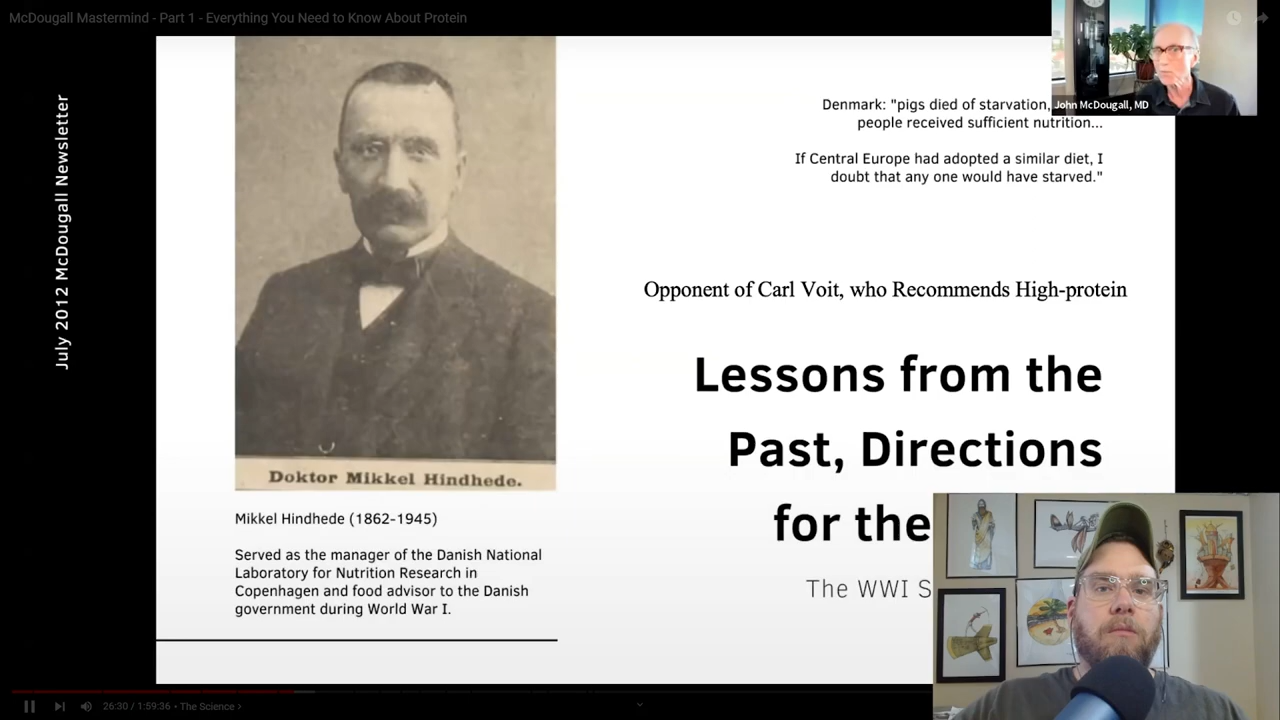 McDougall Mastermind - Part 1 - Everything You Need to Know About Protein
John McDougall, MD
July 2012 McDougall Newsletter
Denmark: "pigs died of starvation,
people received sufficient nutrition...
If Central Europe had adopted a similar diet, I
doubt that any one would have starved."
Opponent of Carl Voit, who Recommends High-protein
Lessons from the
Past, Directions
for the
The WWI S
Doktor Mikkel Hindhede.
Mikkel Hindhede (1862-1945)
Served as the manager of the Danish National
Laboratory for Nutrition Research in
Copenhagen and food advisor to the Danish
government during World War I.
26:30 / 1:59:36 • The Science >